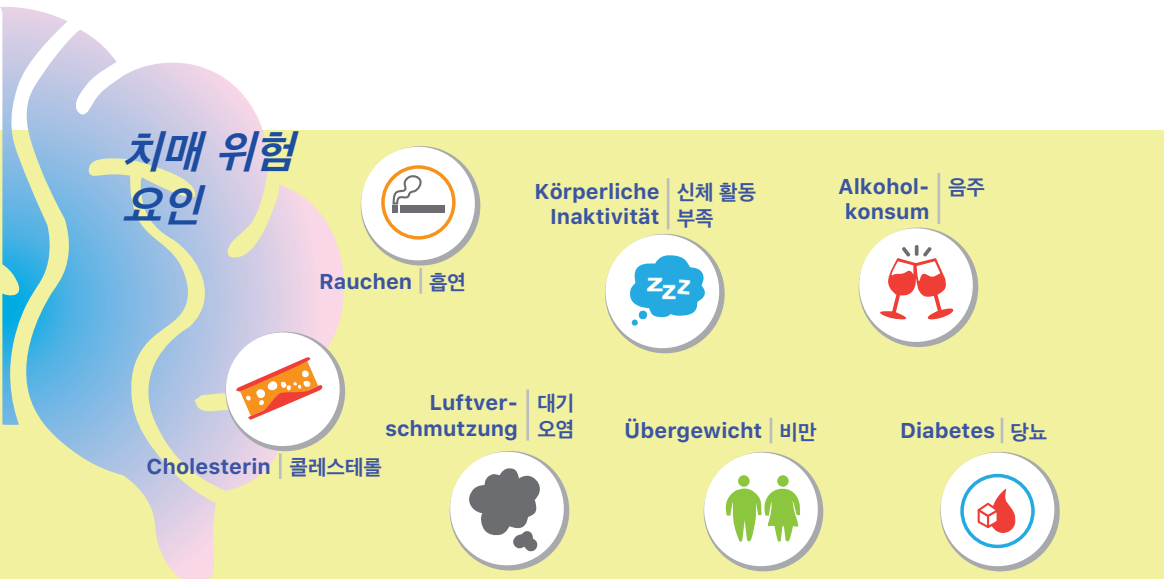 치매 위험
요인
Rauchen | 흡연
Körperliche | 신체 활동
Inaktivität | 부족
Alkohol- | 음주
konsum
zzz
Cholesterin | 콜레스테롤
Luftver- | 대기
schmutzung | 오염
Übergewicht | 비만
Diabetes | 당뇨